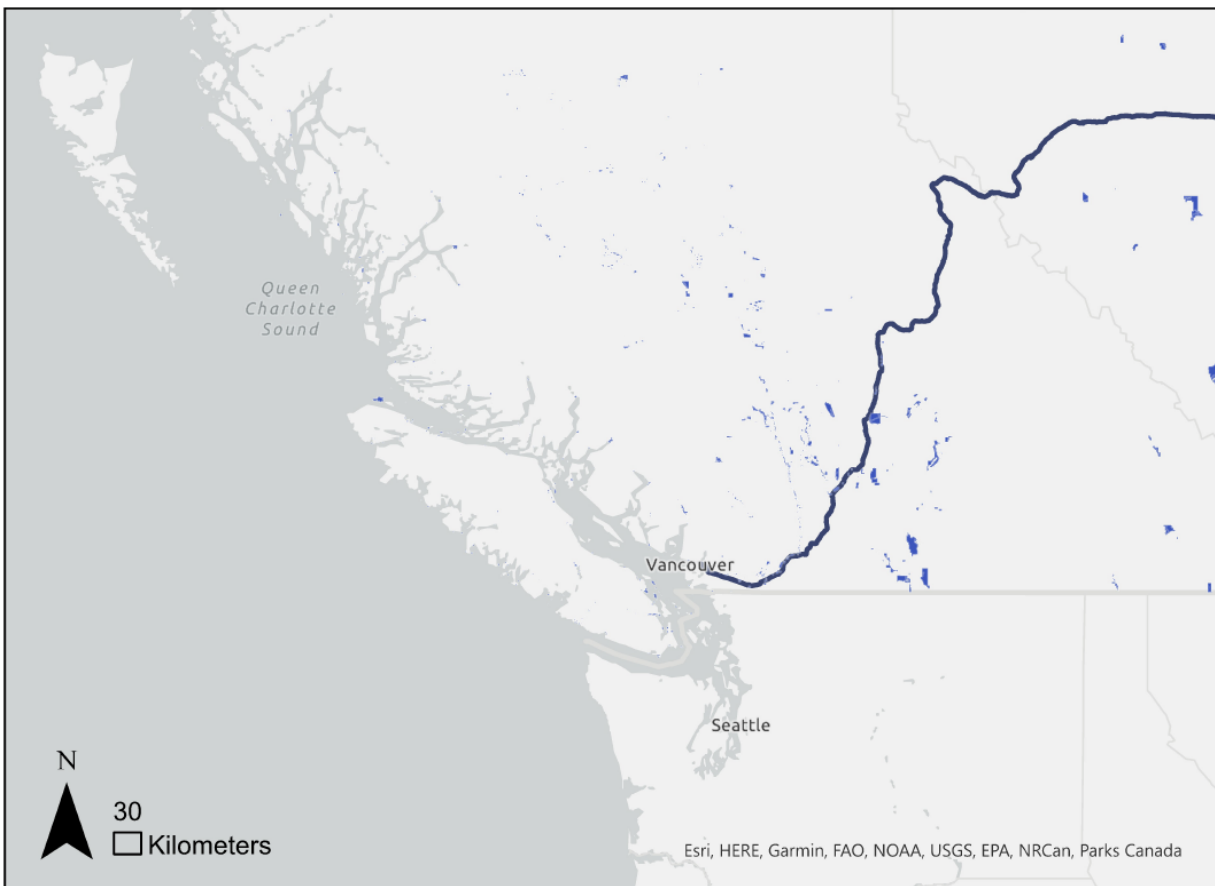 Queen
Charlotte
Sound
Vancouver
Seattle
N
30
Kilometers
Esri, HERE, Garmin, FAO, NOAA, USGS, EPA, NRCan, Parks Canada